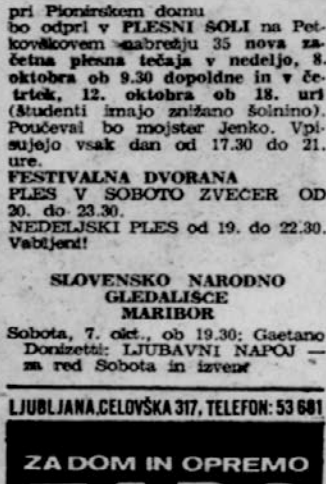 pri Pionirskem domu
bo odprl v PLESNI ŠOLI na Pet-
kovškovem nabrežju 35 nova za-
četna plesna tečaja v nedeljo, 8.
oktobra ob 9.30 dopoldne in v če-
trtek, 12. oktobra ob 18. uri
(študenti imajo znižano šolnino).
Poučeval bo mojster Jenko. Vpi-
sujejo vsak dan od 17.30 do 21.
ure.
FESTIVALNA DVORANA
PLES V SOBOTO ZVEČER OD
20. do 23.30.
NEDELJSKI PLES od 19. do 22.30.
Vabljeni!
SLOVENSKO NARODNO
GLEDALIŠČE
MARIBOR
Sobota, 7. okt., ob 19.30: Gaetano
Donizetti: LJUBAVNI NAPOJ —
za red Sobota in izven
LJUBLJANA, CELOVŠKA 317, TELEFON: 53 681
ZA DOM IN OPREMO